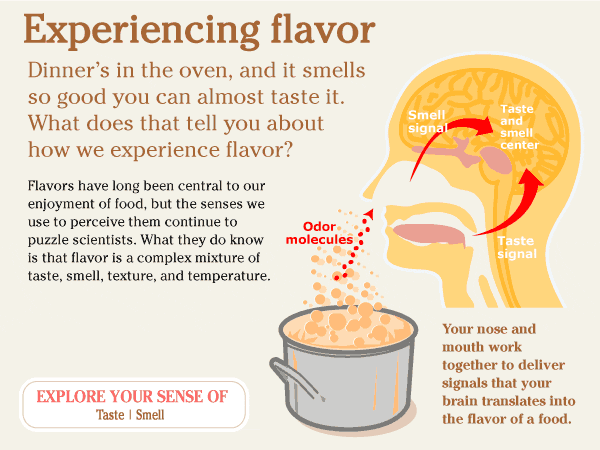 Experiencing flavor
Dinner's in the oven, and it smells
so good you can almost taste it.
What does that tell you about
how we experience flavor?
Flavors have long been central to our
enjoyment of food, but the senses we
use to perceive them continue to
puzzle scientists. What they do know
is that flavor is a complex mixture of
taste, smell, texture, and temperature.
Smell
signal
Taste
and
smell
center
Odor
molecules
Taste
signal
Your nose and
mouth work
together to deliver
signals that your
brain translates into
the flavor of a food.
EXPLORE YOUR SENSE OF
Taste | Smell